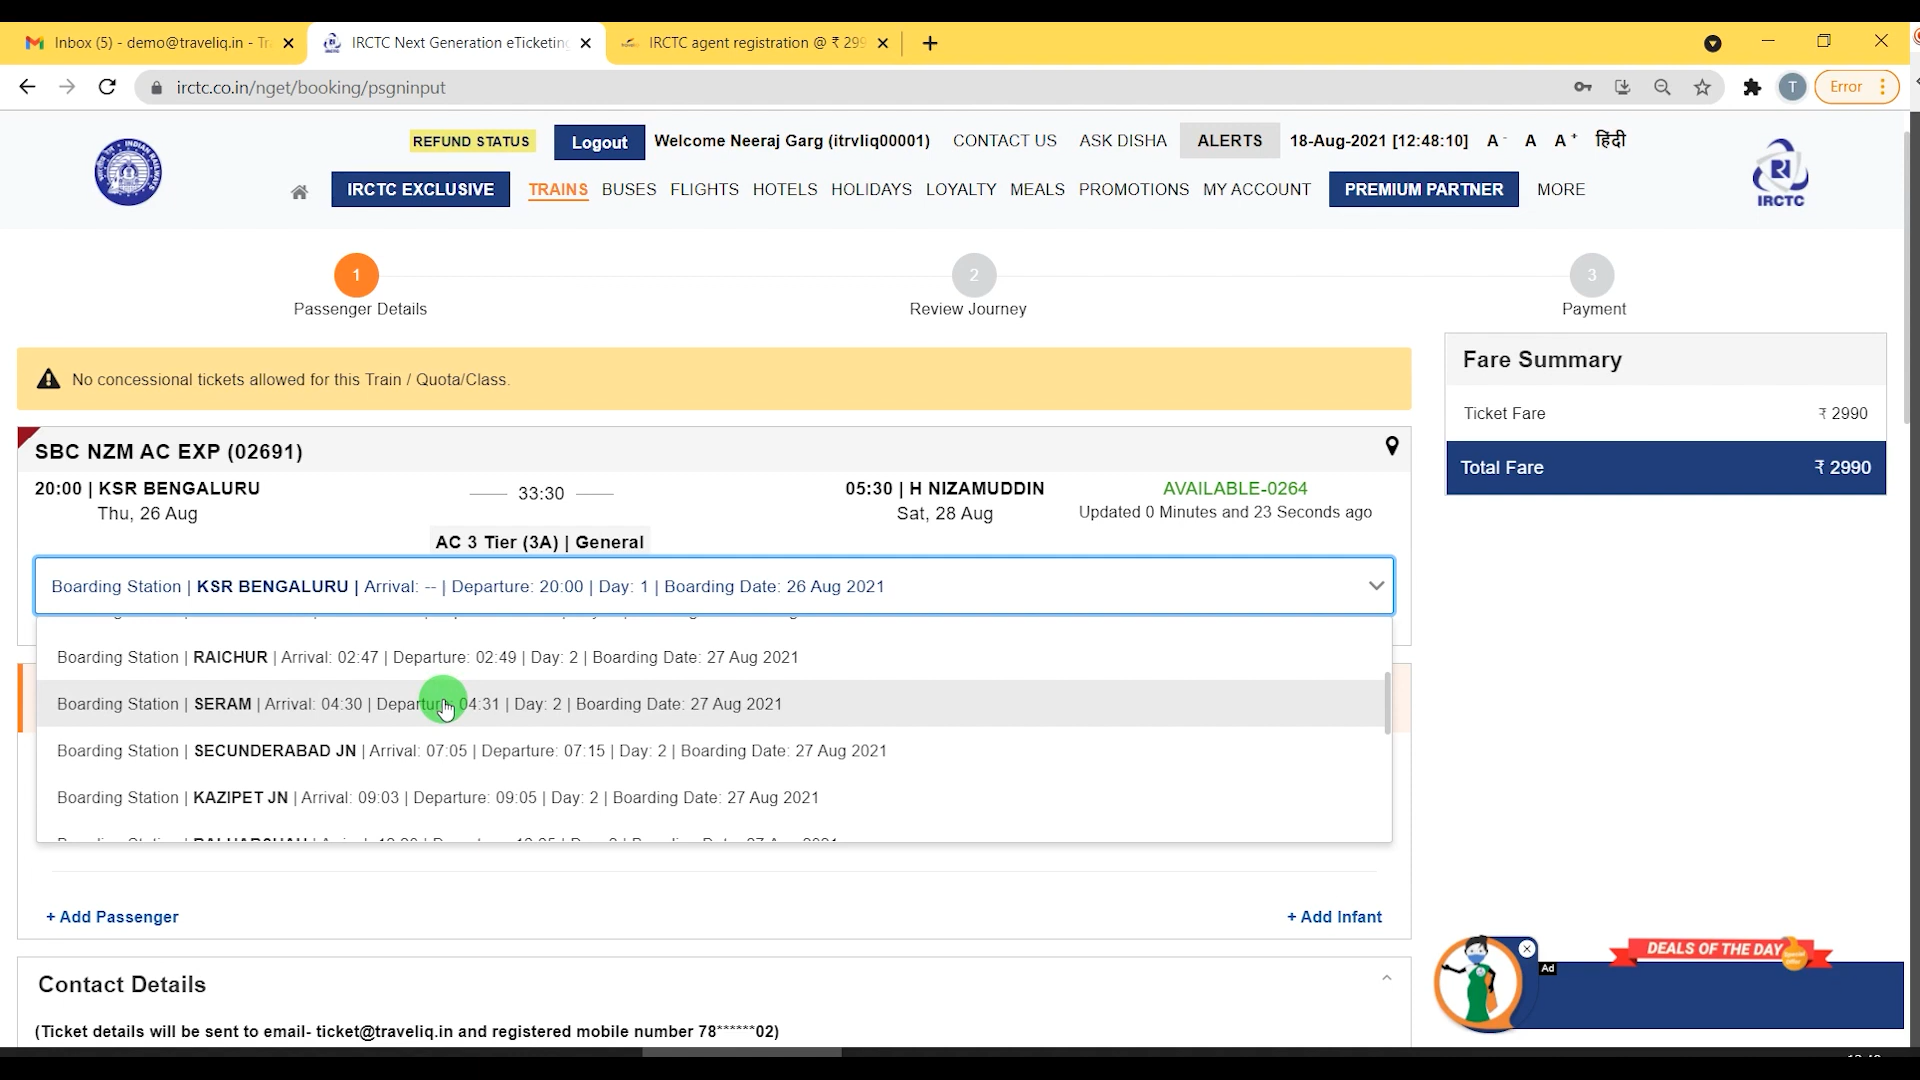 Inbox (5) - demo@traveliq.in - Tr
IRCTC Next Generation eTicketing
IRCTC agent registration @ ₹ 299
irctc.co.in/nget/booking/psgninput
T
Error
REFUND STATUS
Logout
Welcome Neeraj Garg (itrvliq00001)
CONTACT US
ASK DISHA
ALERTS
18-Aug-2021 [12:48:10]
A-
A
A+
हिंदी
IRCTC EXCLUSIVE
TRAINS
BUSES
FLIGHTS
HOTELS
HOLIDAYS
LOYALTY
MEALS
PROMOTIONS
MY ACCOUNT
PREMIUM PARTNER
MORE
IRCTC
1
2
3
Passenger Details
Review Journey
Payment
No concessional tickets allowed for this Train / Quota/Class.
Fare Summary
Ticket Fare
₹ 2990
Total Fare
₹ 2990
SBC NZM AC EXP (02691)
20:00 | KSR BENGALURU
33:30
05:30 | H NIZAMUDDIN
AVAILABLE-0264
Thu, 26 Aug
Sat, 28 Aug
Updated 0 Minutes and 23 Seconds ago
AC 3 Tier (3A) | General
Boarding Station | KSR BENGALURU | Arrival: -- | Departure: 20:00 | Day: 1 | Boarding Date: 26 Aug 2021
Boarding Station | RAICHUR | Arrival: 02:47 | Departure: 02:49 | Day: 2 | Boarding Date: 27 Aug 2021
Boarding Station | SERAM | Arrival: 04:30 | Departure: 04:31 | Day: 2 | Boarding Date: 27 Aug 2021
Boarding Station | SECUNDERABAD JN | Arrival: 07:05 | Departure: 07:15 | Day: 2 | Boarding Date: 27 Aug 2021
Boarding Station | KAZIPET JN | Arrival: 09:03 | Departure: 09:05 | Day: 2 | Boarding Date: 27 Aug 2021
+ Add Passenger
+ Add Infant
DEALS OF THE DAY
Ad
Contact Details
(Ticket details will be sent to email- ticket@traveliq.in and registered mobile number 78******02)